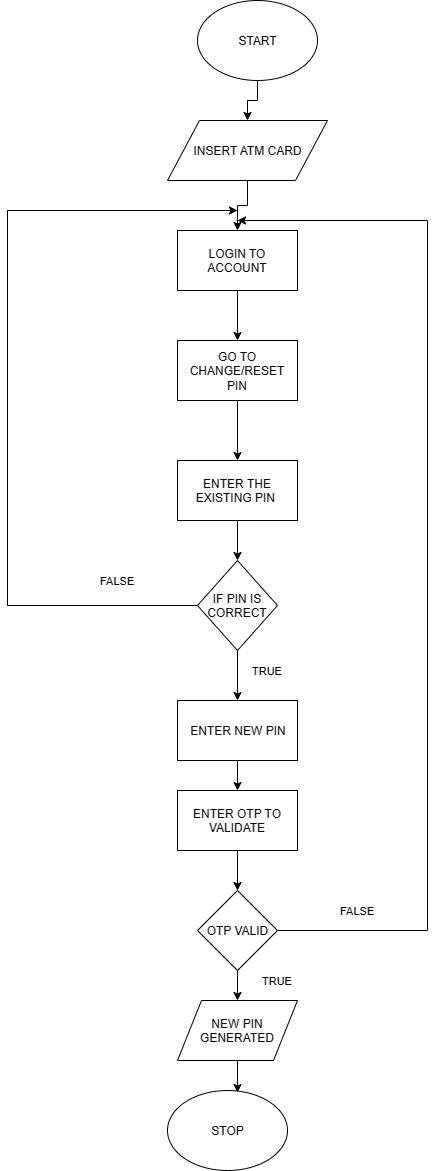 START
INSERT ATM CARD
LOGIN TO
ACCOUNT
GO TO
CHANGE/RESET
PIN
ENTER THE
EXISTING PIN
FALSE
IF PIN IS
CORRECT
TRUE
ENTER NEW PIN
ENTER OTP TO
VALIDATE
FALSE
OTP VALID
TRUE
NEW PIN
GENERATED
STOP